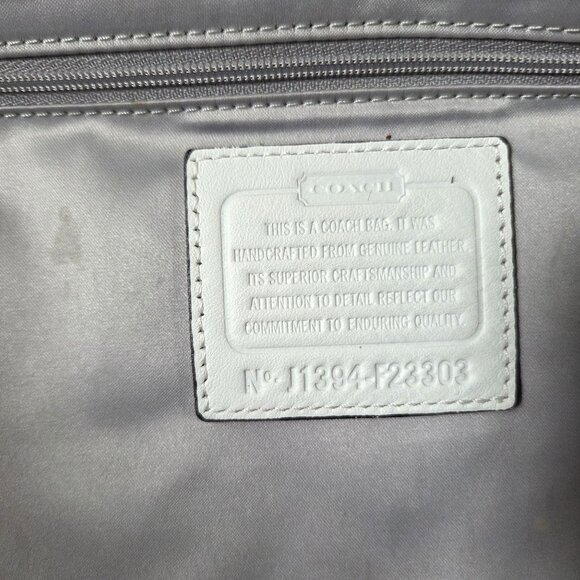 COACH
THIS IS A COACH BAG. IT WAS
HANDCRAFTED FROM GENUINE LEATHER.
ITS SUPERIOR CRAFTSMANSHIP AND
ATTENTION TO DETAIL REFLECT OUR
COMMITMENT TO ENDURING QUALITY.
Nº J1394-F23303